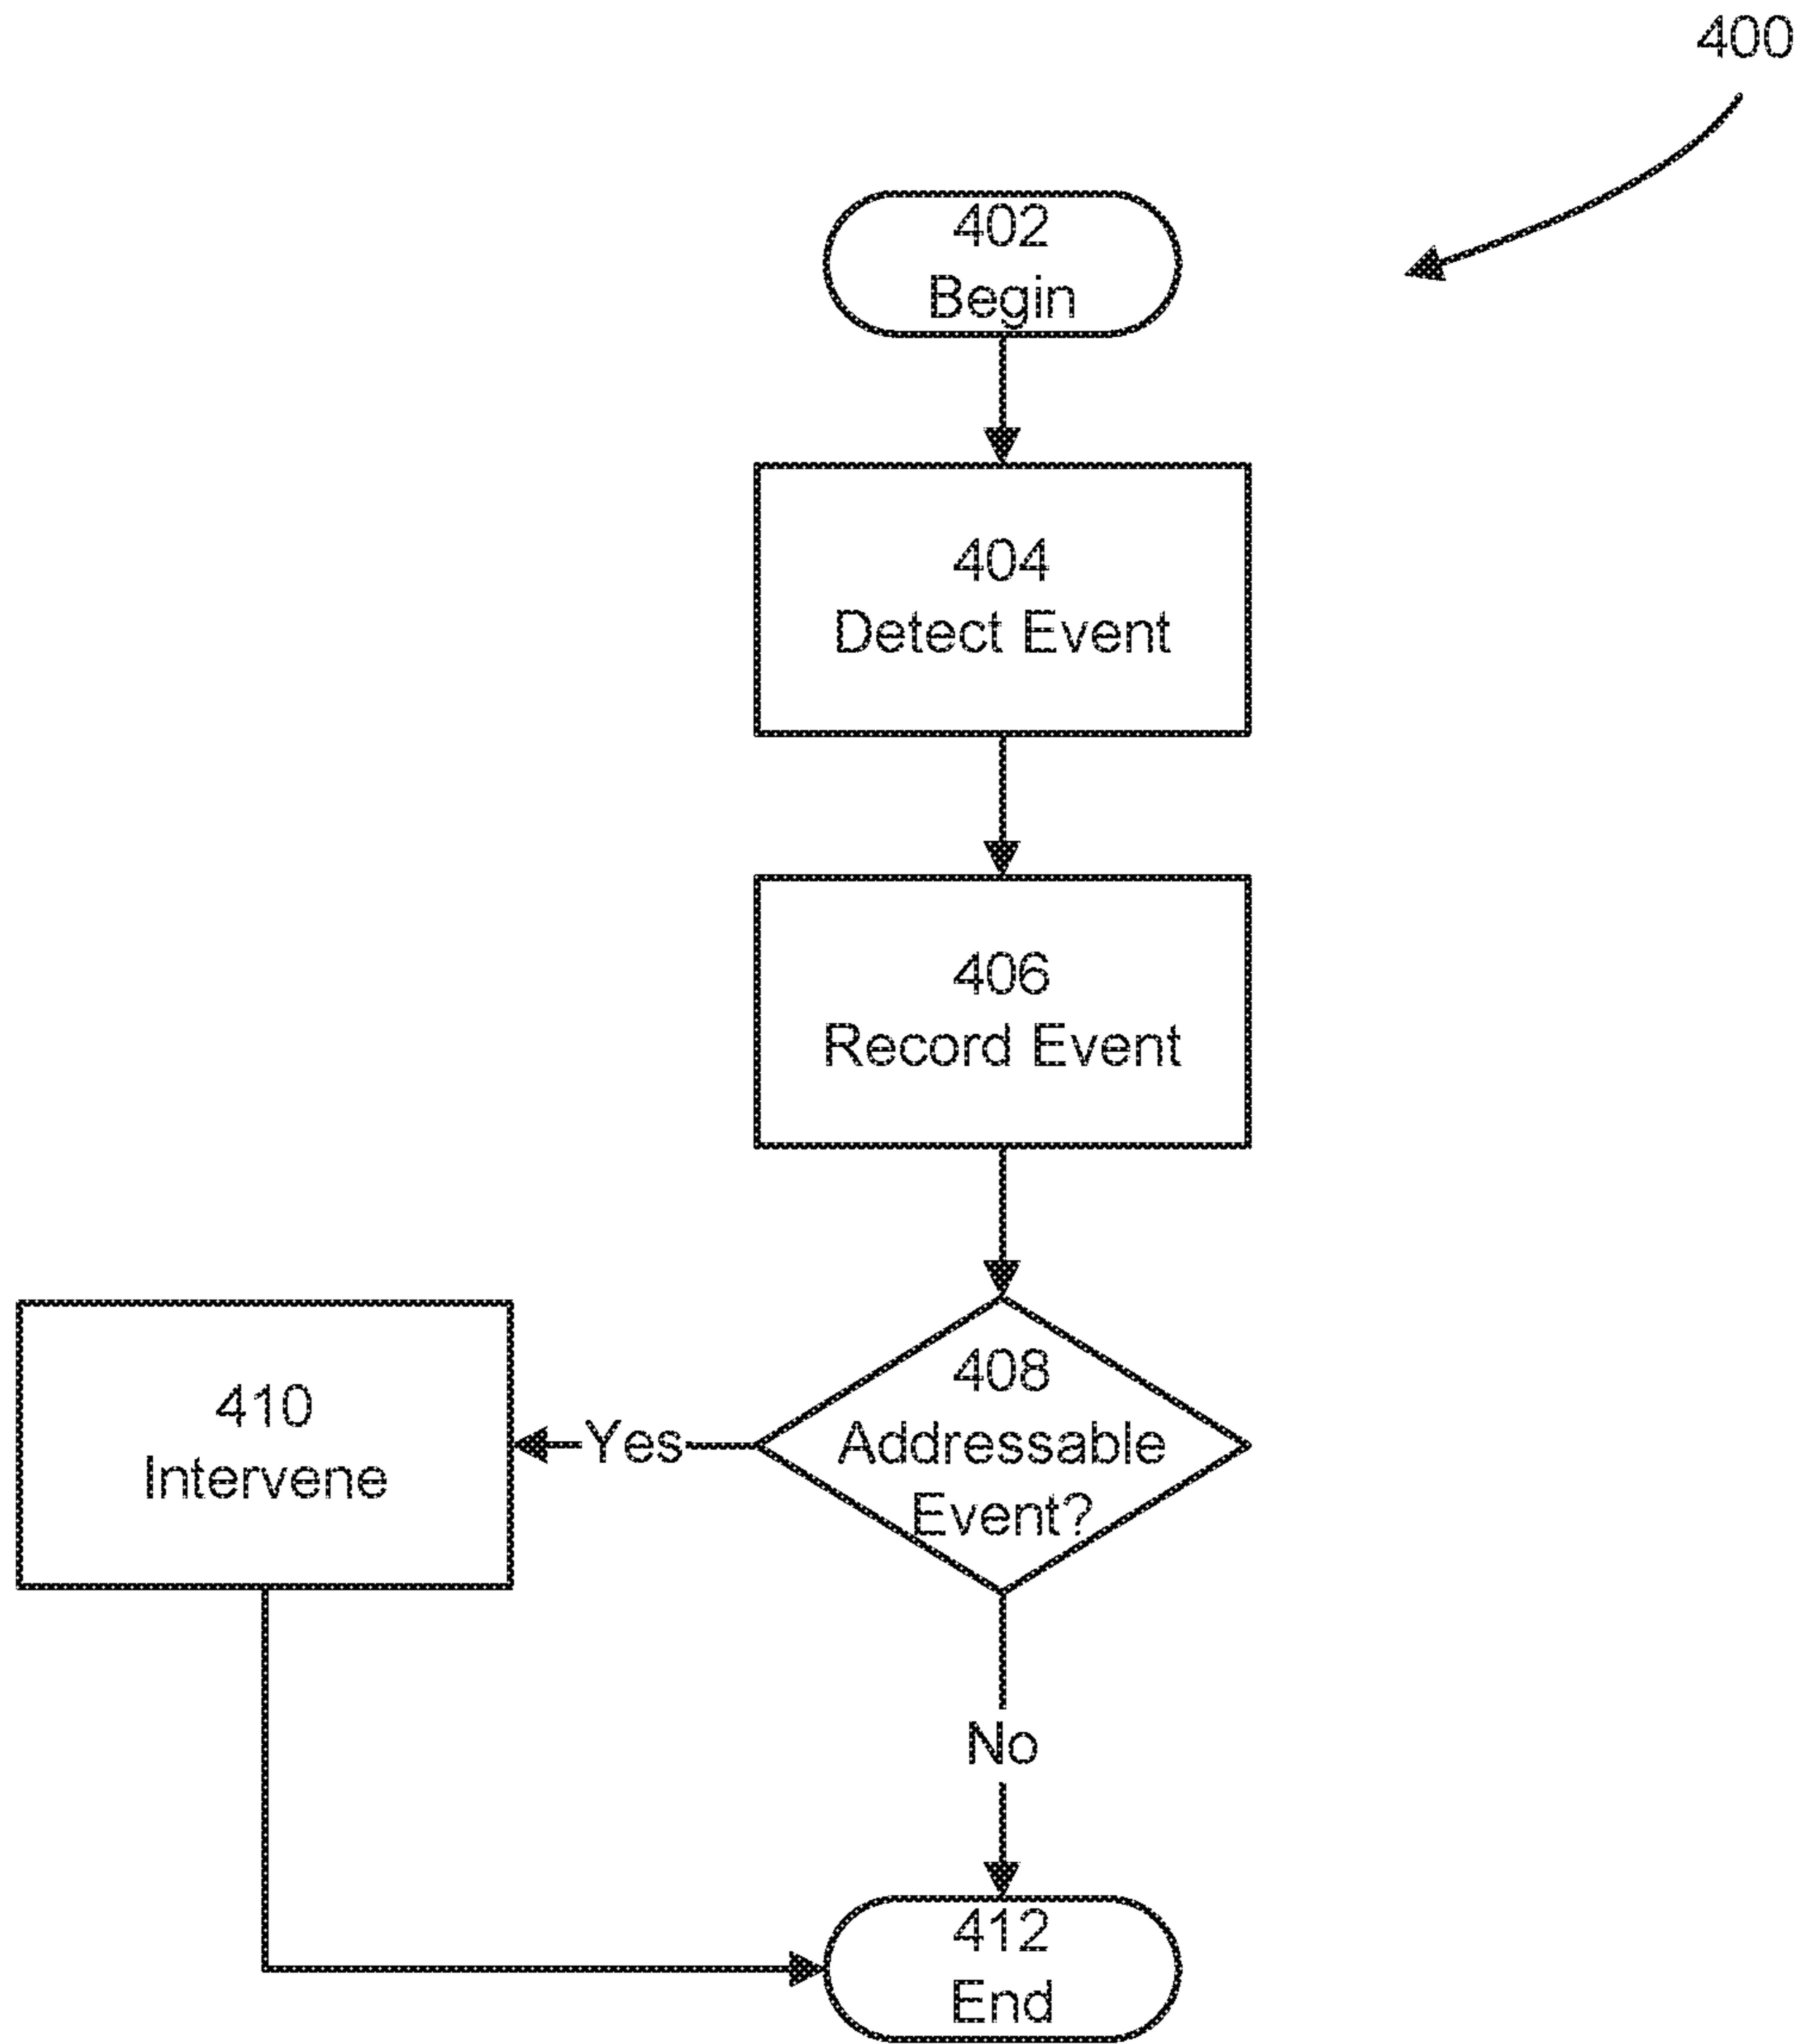 400
402
Begin
404
Detect Event
406
Record Event
408
Addressable
Event?
Yes
410
Intervene
No
412
End